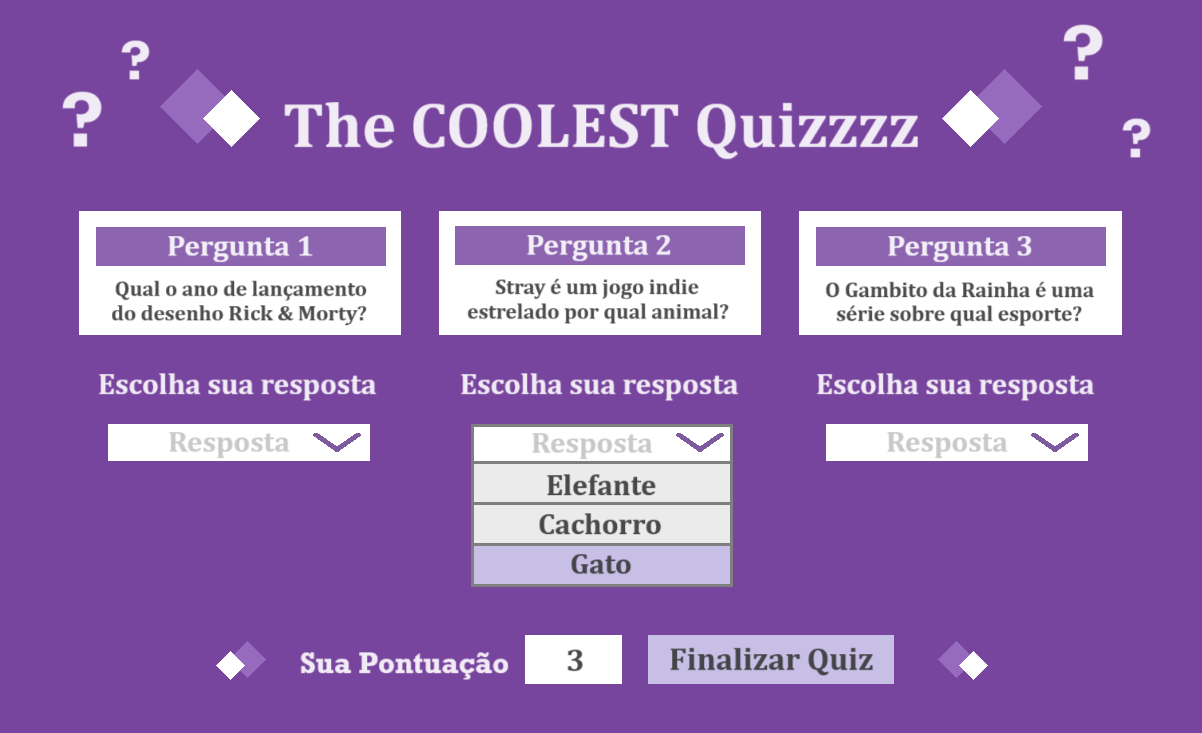 ?
?
?
?
The COOLEST Quizzzz
Pergunta 1
Qual o ano de lançamento
do desenho Rick & Morty?
Pergunta 2
Stray é um jogo indie
estrelado por qual animal?
Pergunta 3
O Gambito da Rainha é uma
série sobre qual esporte?
Escolha sua resposta
Resposta
Escolha sua resposta
Resposta
Elefante
Cachorro
Gato
Escolha sua resposta
Resposta
Sua Pontuação
3
Finalizar Quiz